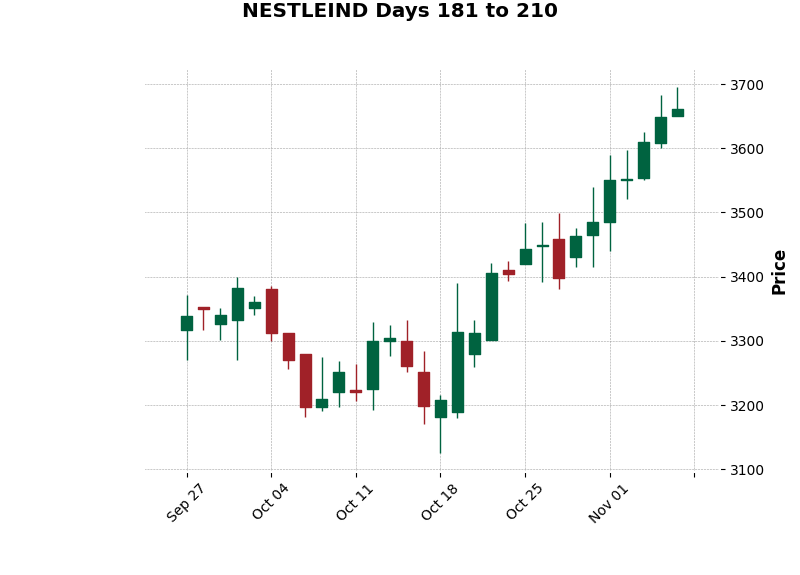 NESTLEIND Days 181 to 210
3700
3600
3500
3400
3300
3200
3100
Price
Sep 27
Oct 04
Oct 11
Oct 18
Oct 25
Nov 01